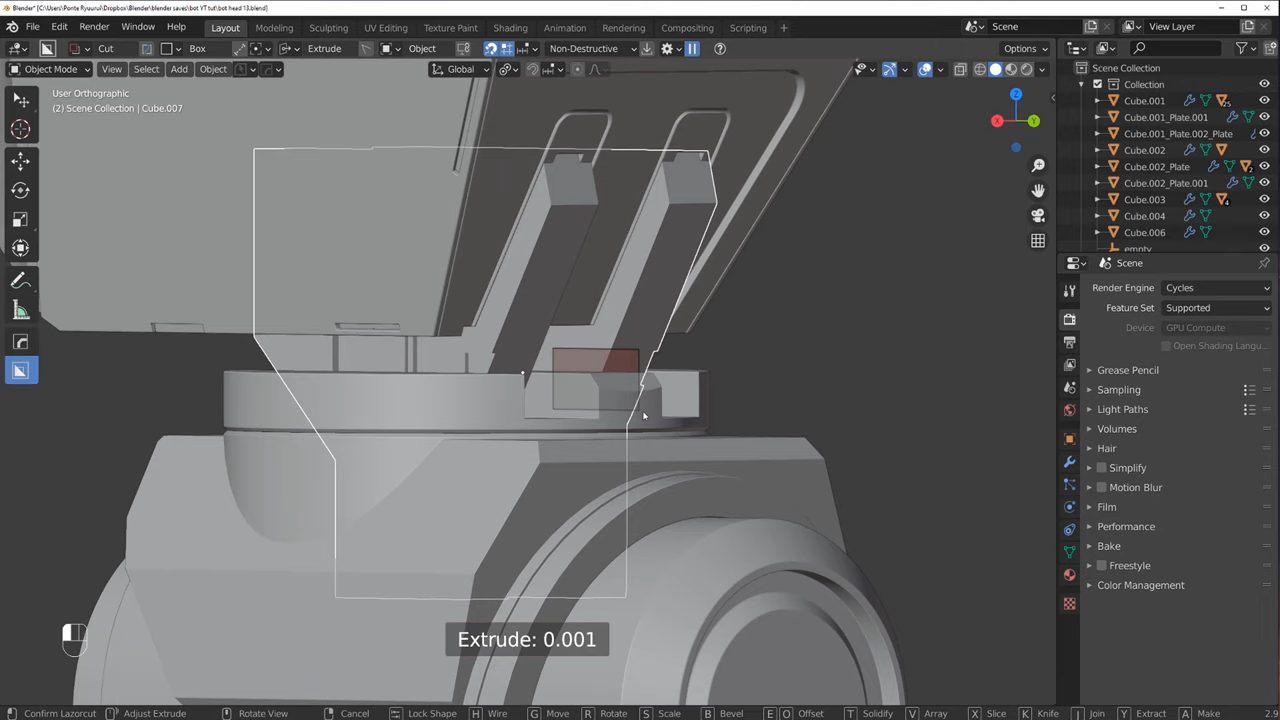 Blender* [C:\Users\Ponte Ryuurui\Dropbox\blender saves\bot YT tut\bot head 13.blend]
File Edit Render Window Help Layout Modeling Sculpting UV Editing Texture Paint Shading Animation Rendering Compositing Scripting + Scene View Layer
Cut Box Extrude Object Non-Destructive Options
Object Mode View Select Add Object Global
User Orthographic
(2) Scene Collection | Cube.007
Z
X Y
Extrude: 0.001
Scene Collection
Collection
Cube.001 25
Cube.001_Plate.001
Cube.001_Plate.002_Plate
Cube.002
Cube.002_Plate 2
Cube.002_Plate.001
Cube.003 4
Cube.004
Cube.006
empty
Scene
Render Engine Cycles
Feature Set Supported
Device GPU Compute
Open Shading Langu...
Grease Pencil
Sampling
Light Paths
Volumes
Hair
Simplify
Motion Blur
Film
Performance
Bake
Freestyle
Color Management
Confirm Lazorcut Adjust Extrude Rotate View Cancel L Lock Shape H Wire G Move R Rotate S Scale B Bevel E O Offset T Solidify V Array X Slice K Knife J Join Y Extract A Make 2.9